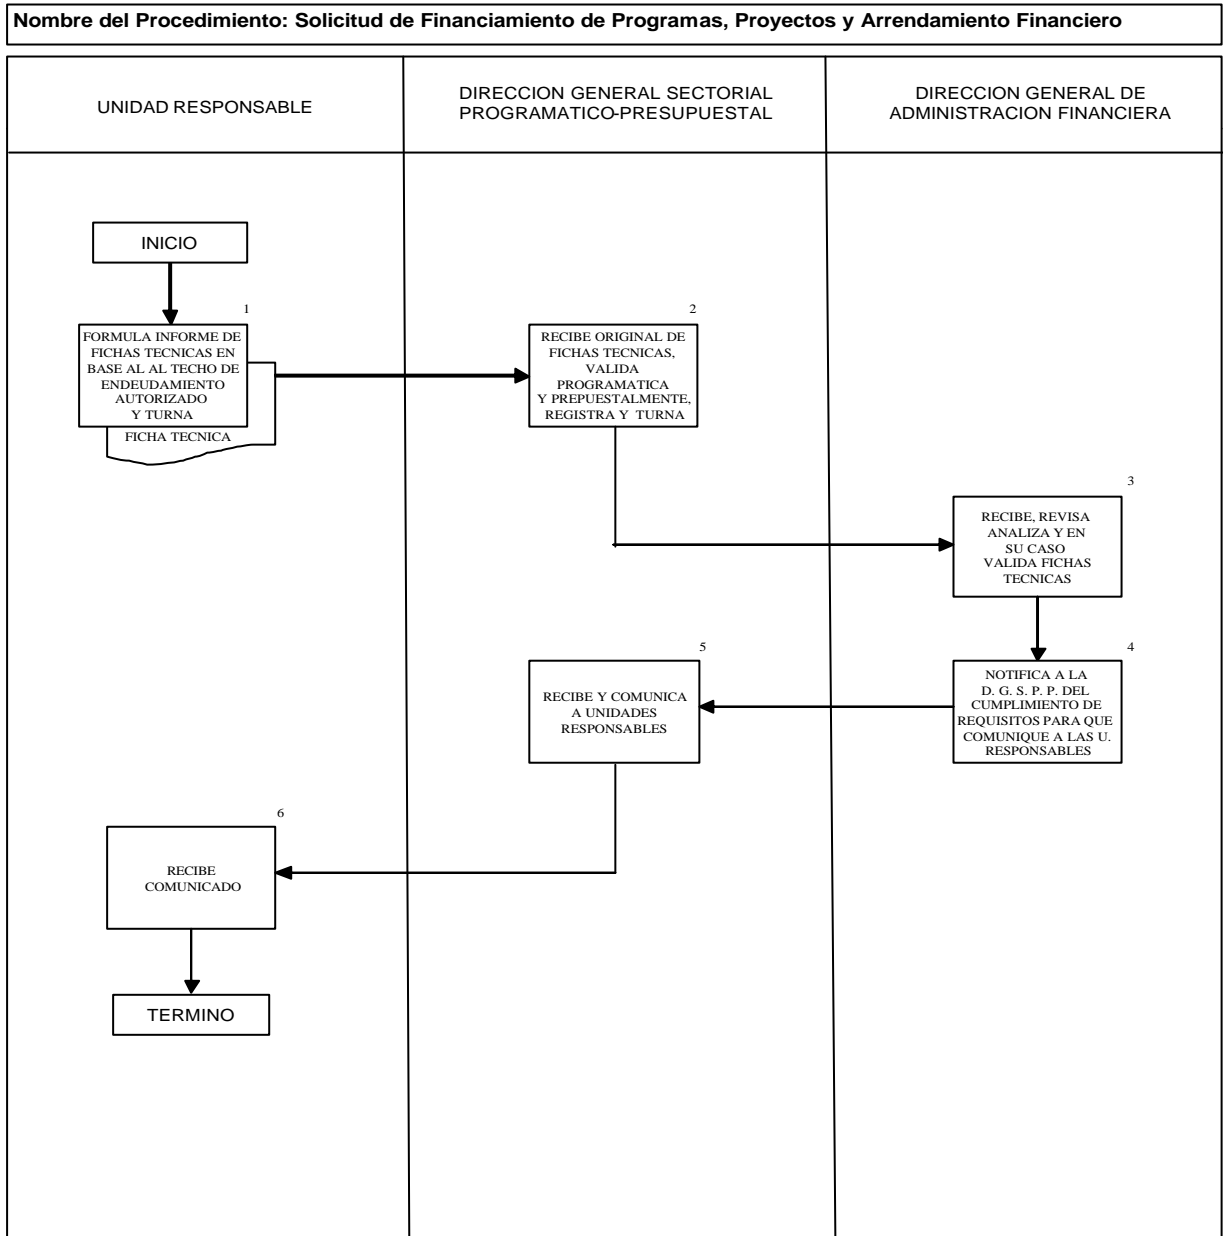 Nombre del Procedimiento: Solicitud de Financiamiento de Programas, Proyectos y Arrendamiento Financiero
UNIDAD RESPONSABLE
DIRECCION GENERAL SECTORIAL
PROGRAMATICO-PRESUPUESTAL
DIRECCION GENERAL DE
ADMINISTRACION FINANCIERA
INICIO
1
FORMULA INFORME DE
FICHAS TECNICAS EN
BASE AL AL TECHO DE
ENDEUDAMIENTO
AUTORIZADO
Y TURNA
FICHA TECNICA
2
RECIBE ORIGINAL DE
FICHAS TECNICAS,
VALIDA
PROGRAMATICA
Y PREPUESTALMENTE,
REGISTRA Y TURNA
3
RECIBE, REVISA
ANALIZA Y EN
SU CASO
VALIDA FICHAS
TECNICAS
4
NOTIFICA A LA
D. G. S. P. P. DEL
CUMPLIMIENTO DE
REQUISITOS PARA QUE
COMUNIQUE A LAS U.
RESPONSABLES
5
RECIBE Y COMUNICA
A UNIDADES
RESPONSABLES
6
RECIBE
COMUNICADO
TERMINO